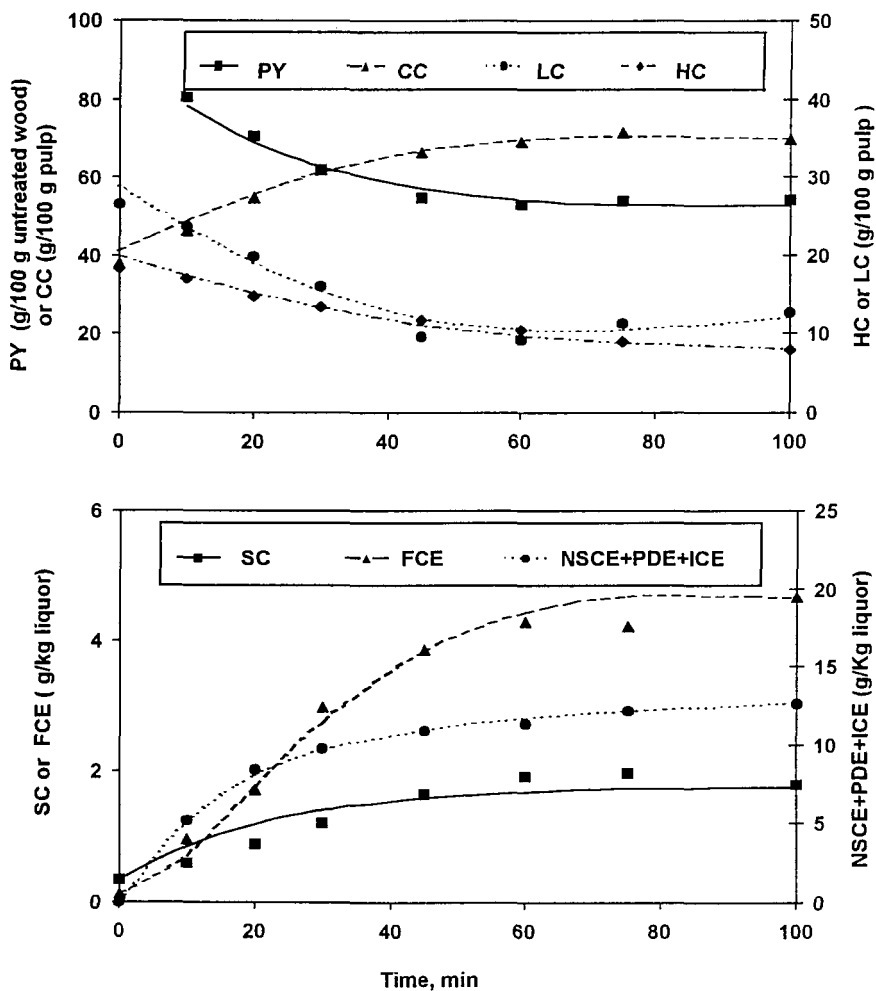 100
80
60
40
20
0
PY (g/100 g untreated wood)
or CC (g/100 g pulp)
PY CC LC HC
50
40
30
20
10
0
HC or LC (g/100 g pulp )
0 20 40 60 80 100
6
4
2
0
SC or FCE ( g/kg liquor)
SC FCE NSCE+PDE+ICE
25
20
15
10
5
0
NSCE+PDE+ICE (g/Kg liquor)
0 20 40 60 80 100
Time, min